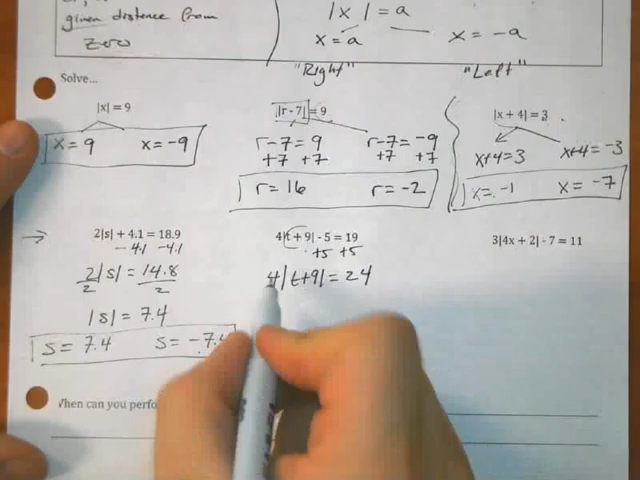 given distance from
zero
|x| = a
x = a x = -a
"Right" "Left"
Solve...
|x| = 9
x = 9 x = -9
|r - 7| = 9
r-7 = 9 r-7 = -9
+7 +7 +7 +7
r = 16 r = -2
|x + 4| = 3
x+4 = 3 x+4 = -3
x = -1 x = -7
2|s| + 4.1 = 18.9
-4.1 -4.1
2|s| = 14.8
2 2
|s| = 7.4
s = 7.4 s = -7.4
4|t + 9| - 5 = 19
+5 +5
4|t+9| = 24
3|4x + 2| - 7 = 11
When can you